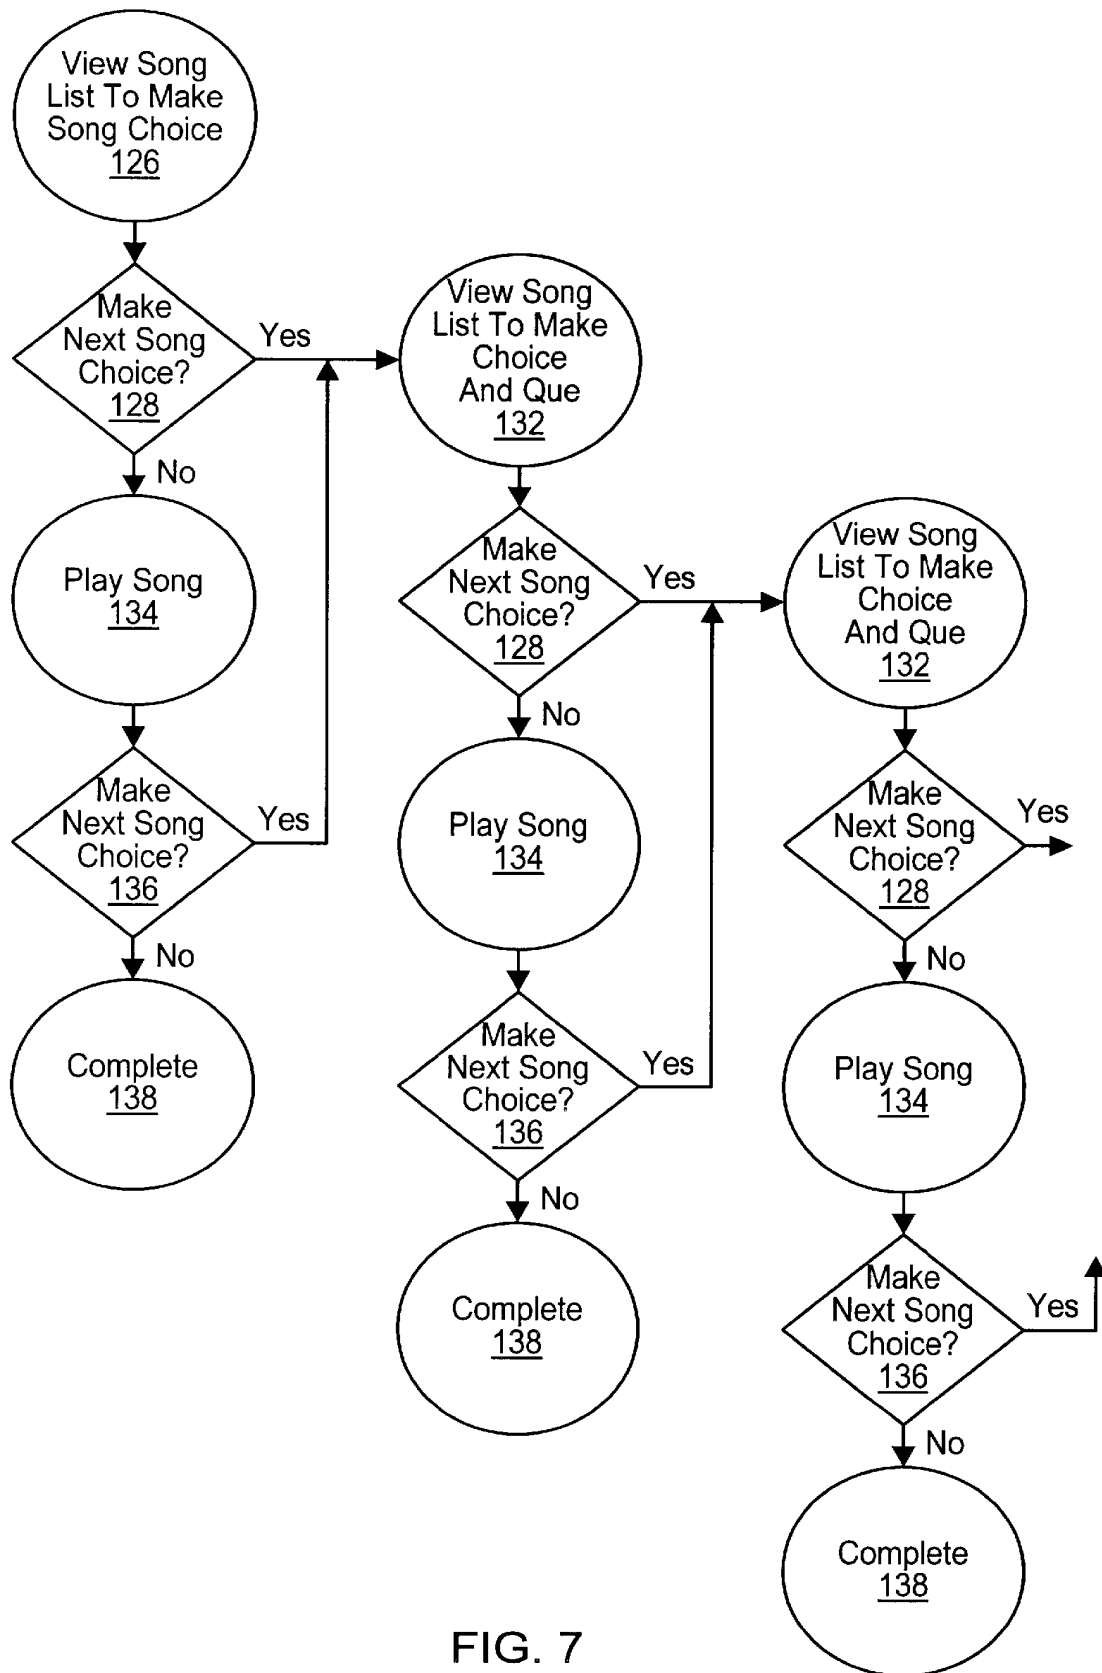 View Song
List To Make
Song Choice
126
Make
Next Song
Choice?
128
Yes
No
Play Song
134
Make
Next Song
Choice?
136
Yes
No
Complete
138
View Song
List To Make
Choice
And Que
132
Make
Next Song
Choice?
128
Yes
No
Play Song
134
Make
Next Song
Choice?
136
Yes
No
Complete
138
View Song
List To Make
Choice
And Que
132
Make
Next Song
Choice?
128
Yes
No
Play Song
134
Make
Next Song
Choice?
136
Yes
No
Complete
138
FIG. 7